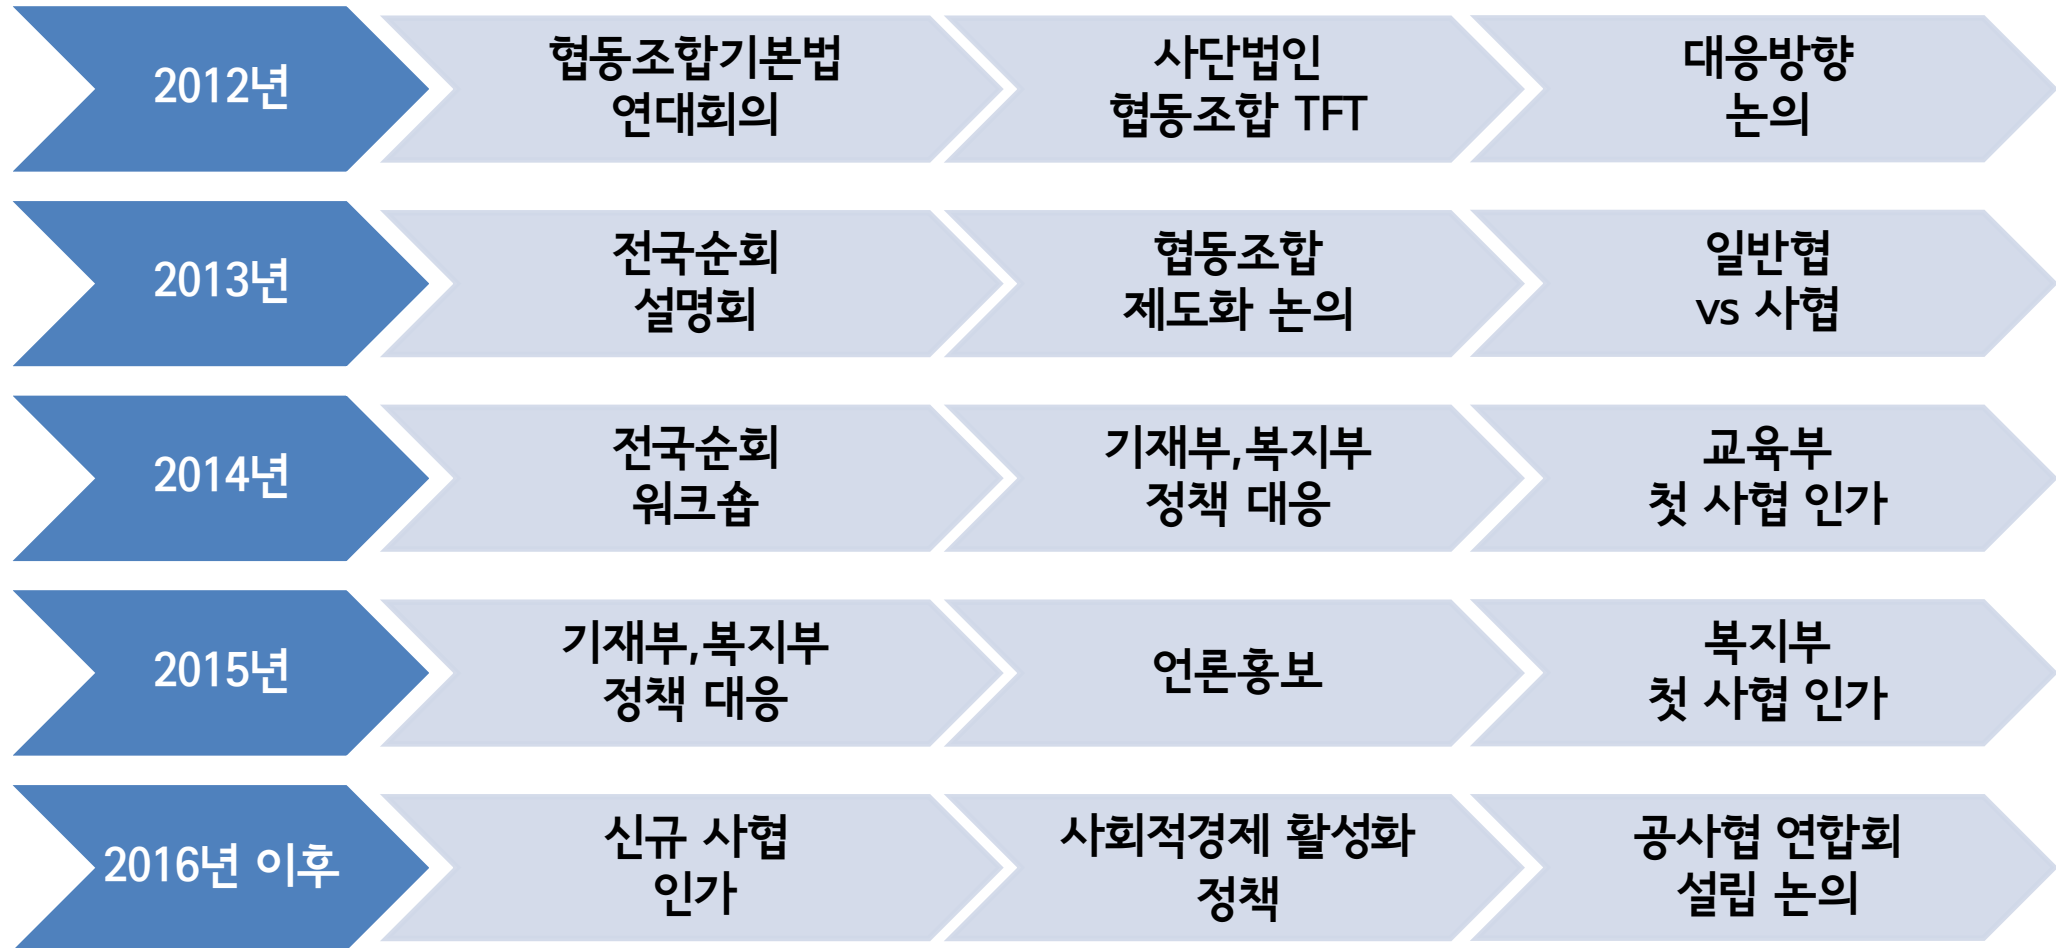 2012년
협동조합기본법
연대회의
사단법인
협동조합 TFT
대응방향
논의
2013년
전국순회
설명회
협동조합
제도화 논의
일반협
vs 사협
2014년
전국순회
워크숍
기재부,복지부
정책 대응
교육부
첫 사협 인가
2015년
기재부,복지부
정책 대응
언론홍보
복지부
첫 사협 인가
2016년 이후
신규 사협
인가
사회적경제 활성화
정책
공사협 연합회
설립 논의